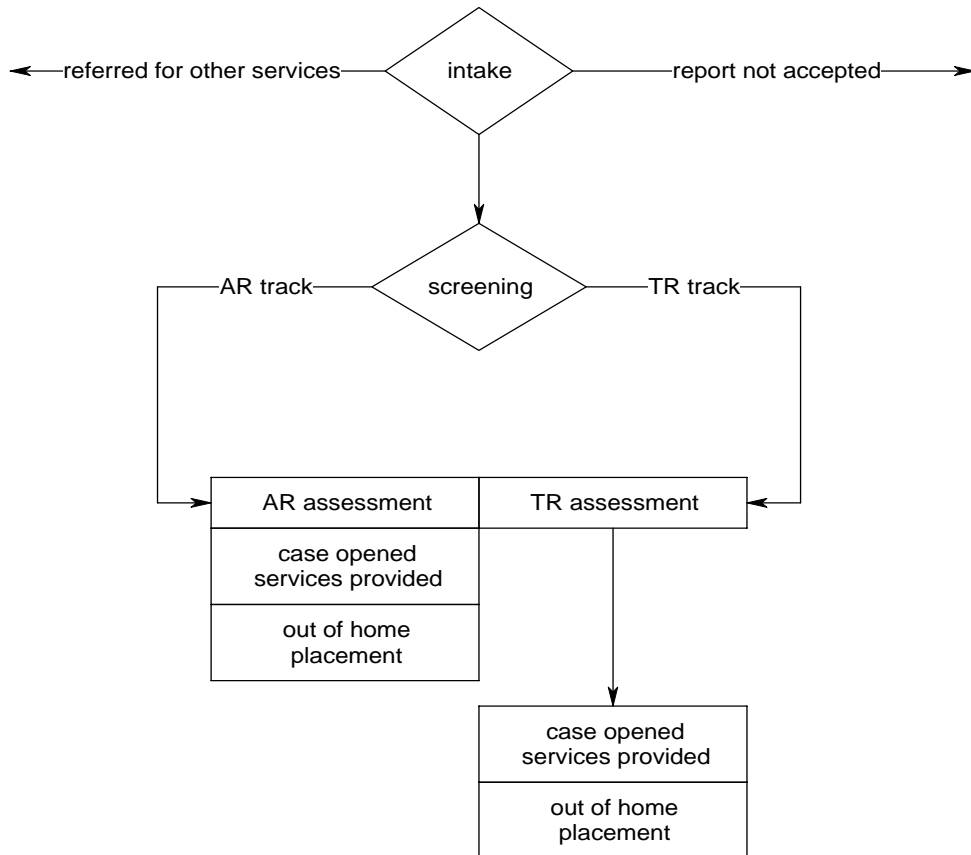 referred for other services
intake
report not accepted
AR track
screening
TR track
AR assessment
TR assessment
case opened
services provided
out of home
placement
case opened
services provided
out of home
placement